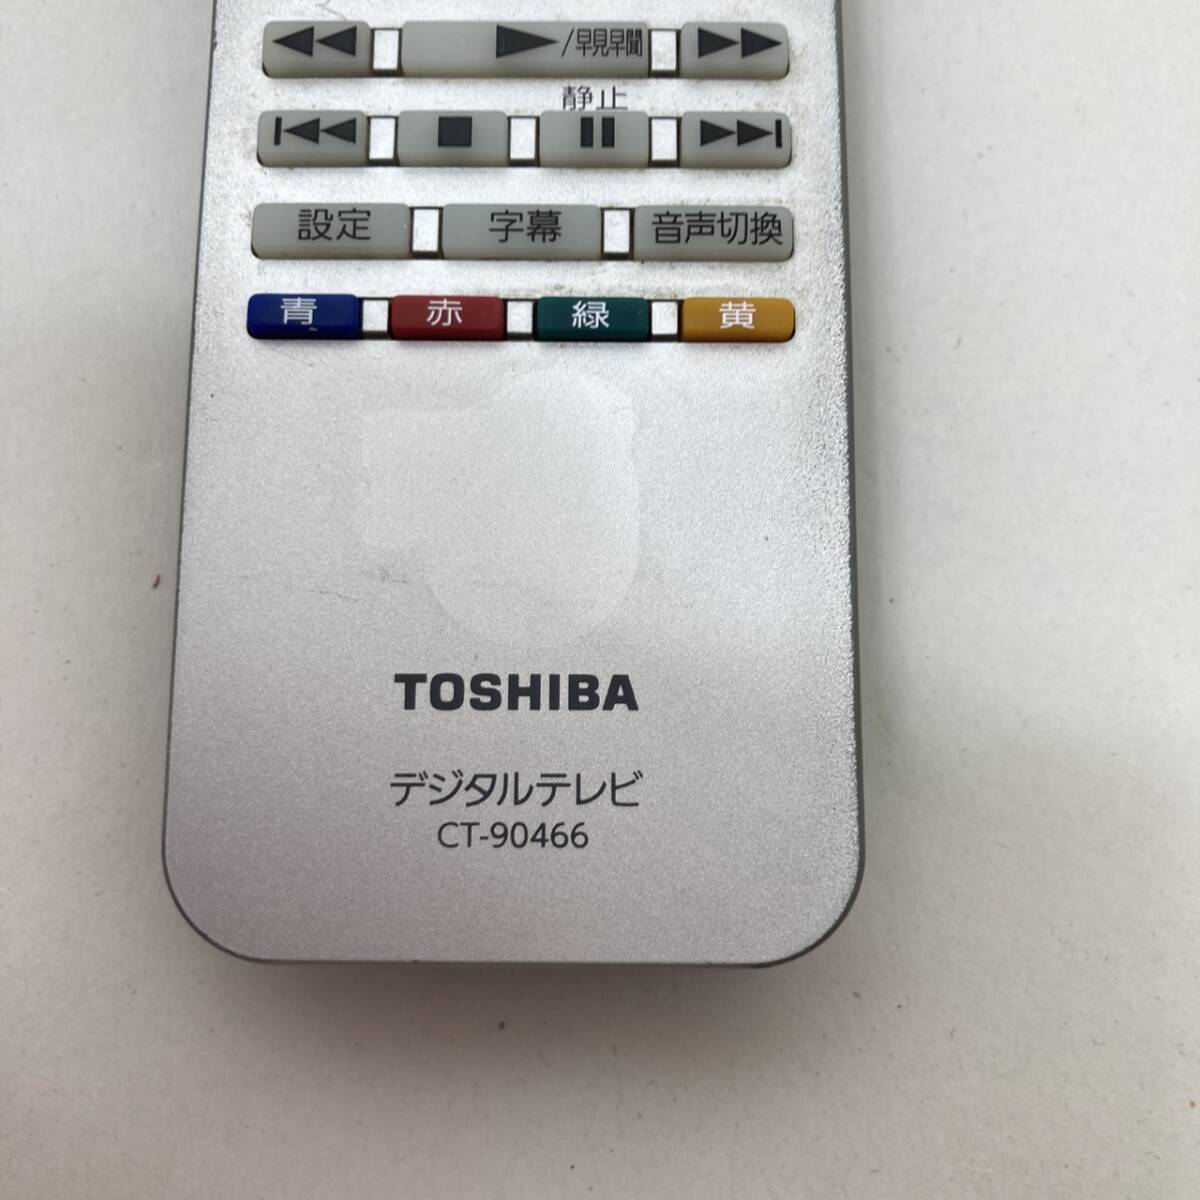 /早見早聞
静止
設定 字幕 音声切換
青 赤 緑 黄
TOSHIBA
デジタルテレビ
CT-90466